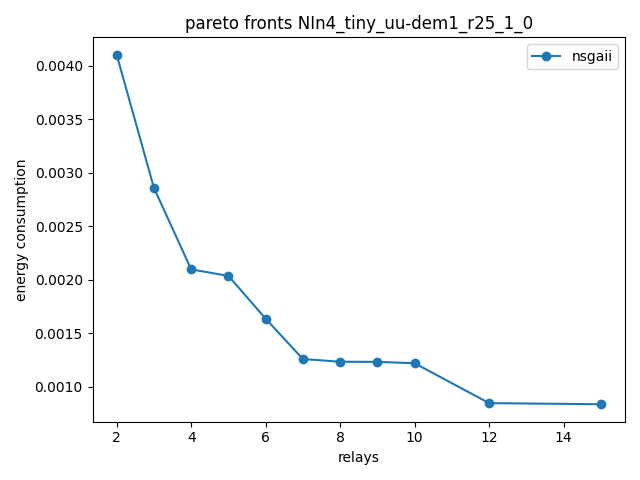 pareto fronts NIn4_tiny_uu-dem1_r25_1_0
nsgaii
energy consumption
0.0040
0.0035
0.0030
0.0025
0.0020
0.0015
0.0010
2 4 6 8 10 12 14
relays